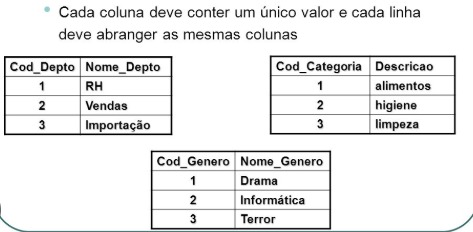 • Cada coluna deve conter um único valor e cada linha
deve abranger as mesmas colunas
Cod_Depto Nome_Depto
1 RH
2 Vendas
3 Importação
Cod_Categoria Descricao
1 alimentos
2 higiene
3 limpeza
Cod_Genero Nome_Genero
1 Drama
2 Informática
3 Terror